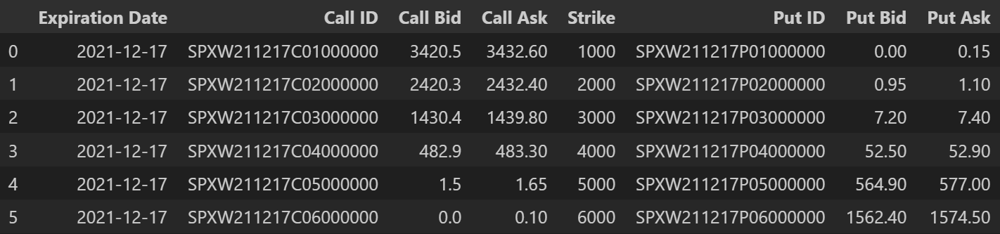 Expiration Date Call ID Call Bid Call Ask Strike Put ID Put Bid Put Ask
0 2021-12-17 SPXW211217C01000000 3420.5 3432.60 1000 SPXW211217P01000000 0.00 0.15
1 2021-12-17 SPXW211217C02000000 2420.3 2432.40 2000 SPXW211217P02000000 0.95 1.10
2 2021-12-17 SPXW211217C03000000 1430.4 1439.80 3000 SPXW211217P03000000 7.20 7.40
3 2021-12-17 SPXW211217C04000000 482.9 483.30 4000 SPXW211217P04000000 52.50 52.90
4 2021-12-17 SPXW211217C05000000 1.5 1.65 5000 SPXW211217P05000000 564.90 577.00
5 2021-12-17 SPXW211217C06000000 0.0 0.10 6000 SPXW211217P06000000 1562.40 1574.50